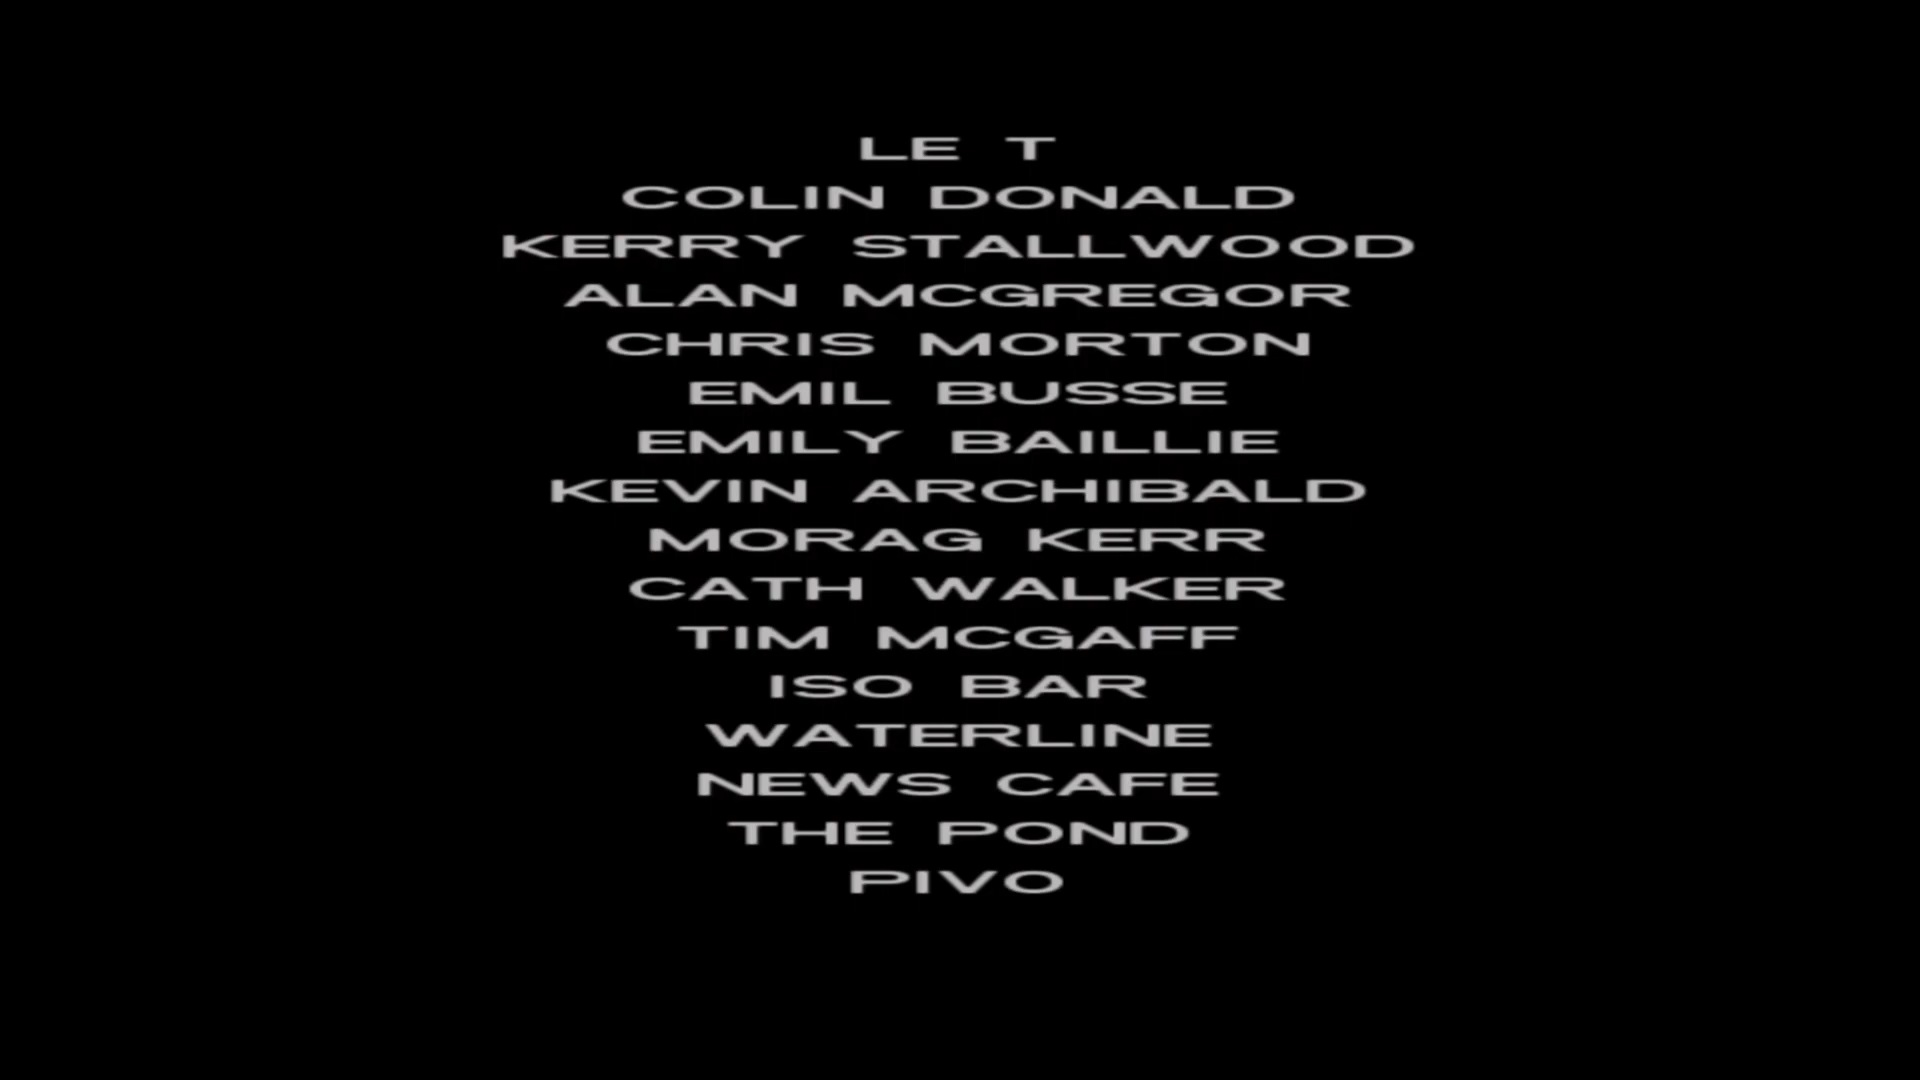 LE T
COLIN DONALD
KERRY STALLWOOD
ALAN MCGREGOR
CHRIS MORTON
EMIL BUSSE
EMILY BAILLIE
KEVIN ARCHIBALD
MORAG KERR
CATH WALKER
TIM MCGAFF
ISO BAR
WATERLINE
NEWS CAFE
THE POND
PIVO